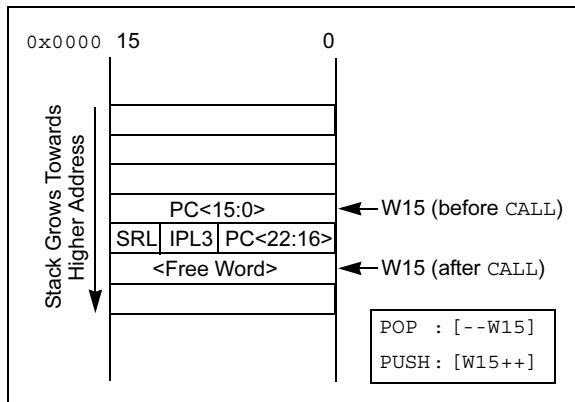 0x0000 15 0
Stack Grows Towards
Higher Address
PC<15:0>
W15 (before CALL)
SRL IPL3 PC<22:16>
<Free Word>
W15 (after CALL)
POP : [--W15]
PUSH: [W15++]